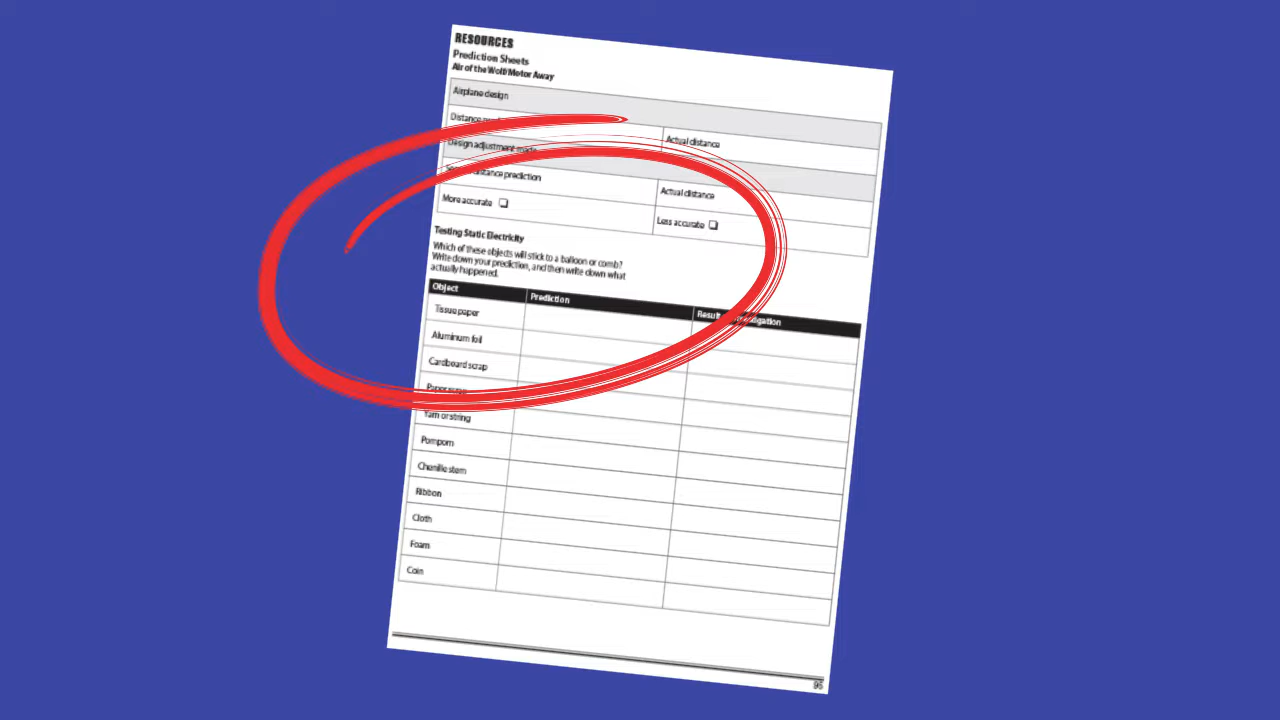 RESOURCES
Prediction Sheets
Air of the Wolf/Motor Away
Airplane design
Distance
Actual distance
Design adjustment made
distance prediction
Actual distance
More accurate ❑
Less accurate ❑
Testing Static Electricity
Which of these objects will stick to a balloon or comb?
Write down your prediction, and then write down what
actually happened.
Object Prediction
Tissue paper
Aluminum foil
Cardboard scrap
Paper
Yarn or string
Pompom
Chenille stem
Ribbon
Cloth
Foam
Coin
95